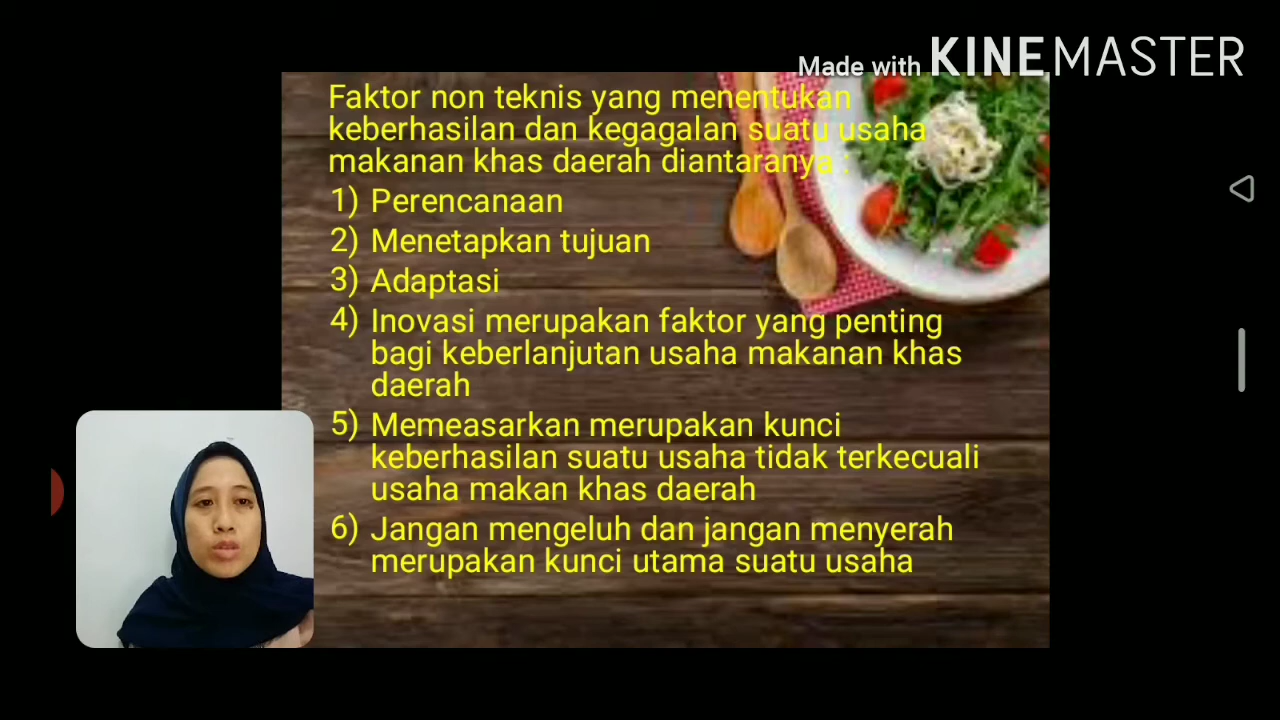 Made with KINEMASTER
Faktor non teknis yang menentukan
keberhasilan dan kegagalan suatu usaha
makanan khas daerah diantaranya :
1) Perencanaan
2) Menetapkan tujuan
3) Adaptasi
4) Inovasi merupakan faktor yang penting
bagi keberlanjutan usaha makanan khas
daerah
5) Memeasarkan merupakan kunci
keberhasilan suatu usaha tidak terkecuali
usaha makan khas daerah
6) Jangan mengeluh dan jangan menyerah
merupakan kunci utama suatu usaha